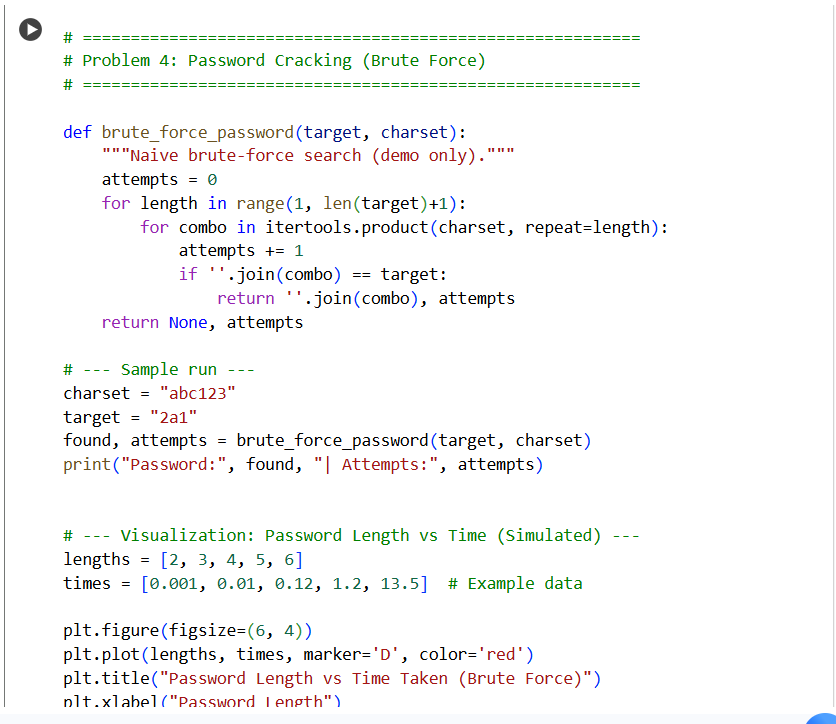 # ==========================================================
# Problem 4: Password Cracking (Brute Force)
# ==========================================================
def brute_force_password(target, charset):
    """Naive brute-force search (demo only)."""
    attempts = 0
    for length in range(1, len(target)+1):
        for combo in itertools.product(charset, repeat=length):
            attempts += 1
            if ''.join(combo) == target:
                return ''.join(combo), attempts
    return None, attempts
# --- Sample run ---
charset = "abc123"
target = "2a1"
found, attempts = brute_force_password(target, charset)
print("Password:", found, "| Attempts:", attempts)
# --- Visualization: Password Length vs Time (Simulated) ---
lengths = [2, 3, 4, 5, 6]
times = [0.001, 0.01, 0.12, 1.2, 13.5]  # Example data
plt.figure(figsize=(6, 4))
plt.plot(lengths, times, marker='D', color='red')
plt.title("Password Length vs Time Taken (Brute Force)")
plt.xlabel("Password Length")